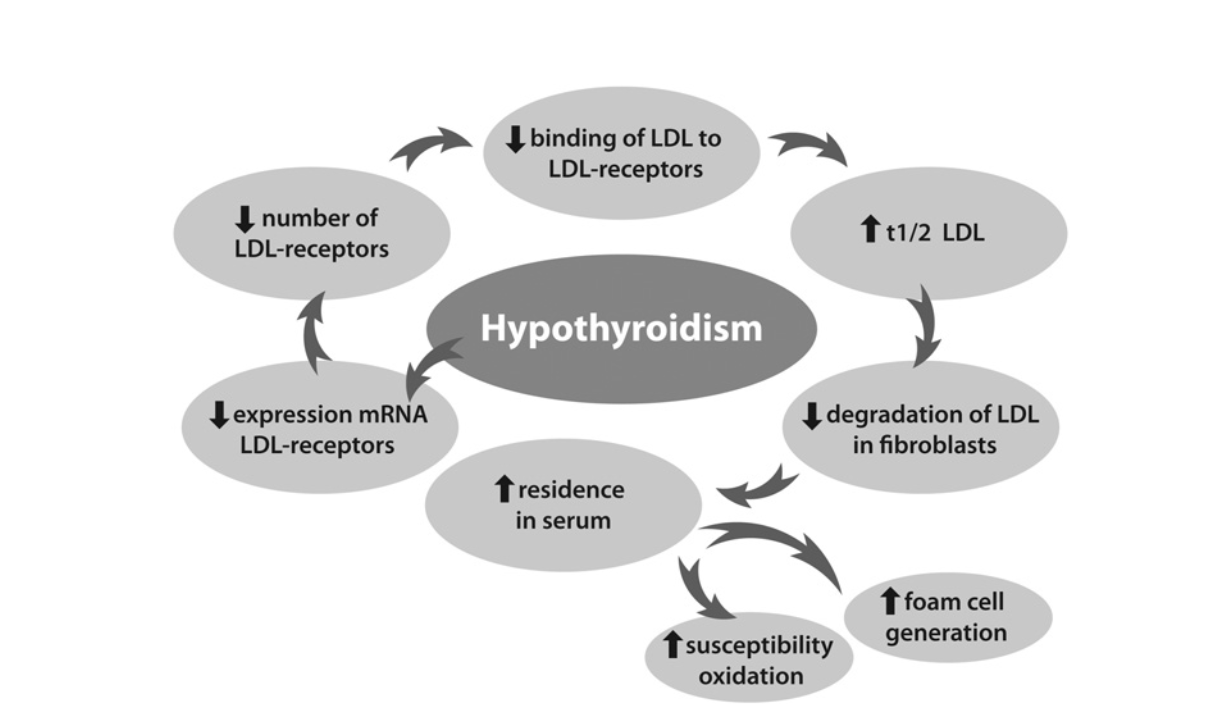 ⬇ binding of LDL to
LDL-receptors
⬇ number of
LDL-receptors
⬆ t1/2 LDL
Hypothyroidism
⬇ expression mRNA
LDL-receptors
⬇ degradation of LDL
in fibroblasts
⬆ residence
in serum
⬆ foam cell
generation
⬆ susceptibility
oxidation